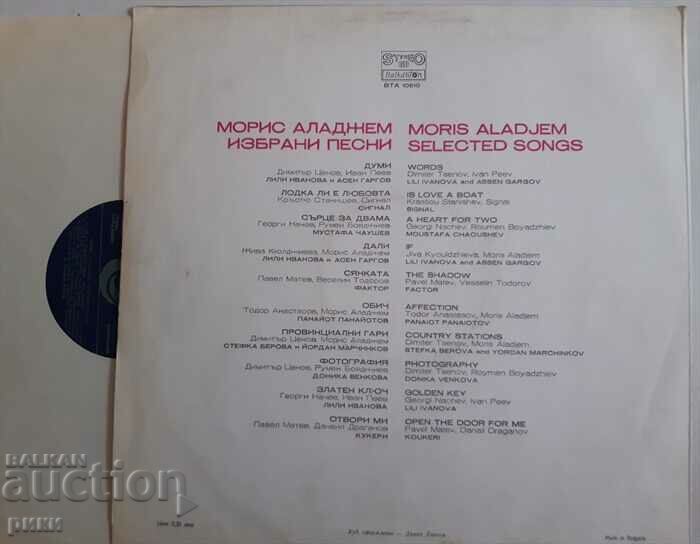 STEREO
Balkanton
ВТА 10610
МОРИС АЛАДЖЕМ
ИЗБРАНИ ПЕСНИ
ДУМИ
Димитър Ценов, Иван Пеев
ЛИЛИ ИВАНОВА и АСЕН ГАРГОВ
ЛОДКА ЛИ Е ЛЮБОВТА
Кръстю Станишев, Сигнал
СИГНАЛ
СЪРЦЕ ЗА ДВАМА
Георги Начев, Румен Бояджиев
МУСТАФА ЧАУШЕВ
ДАЛИ
Жива Кюлджиева, Морис Аладжем
ЛИЛИ ИВАНОВА и АСЕН ГАРГОВ
СЯНКАТА
Павел Матев, Веселин Тодоров
ФАКТОР
ОБИЧ
Тодор Анастасов, Морис Аладжем
ПАНАЙОТ ПАНАЙОТОВ
ПРОВИНЦИАЛНИ ГАРИ
Димитър Ценов, Морис Аладжем
СТЕФКА БЕРОВА и ЙОРДАН МАРЧИНКОВ
ФОТОГРАФИЯ
Димитър Ценов, Румен Бояджиев
ДОНИКА ВЕНКОВА
ЗЛАТЕН КЛЮЧ
Георги Начев, Иван Пеев
ЛИЛИ ИВАНОВА
ОТВОРИ МИ
Павел Матев, Данаил Драганов
КУКЕРИ
MORIS ALADJEM
SELECTED SONGS
WORDS
Dimiter Tsenov, Ivan Peev
LILI IVANOVA and ASSEN GARGOV
IS LOVE A BOAT
Krastiou Stanishev, Signal
SIGNAL
A HEART FOR TWO
Georgi Nachev, Roumen Boyadziev
MOUSTAFA CHAOUSHEV
IF
Jiva Kyouldzhieva, Moris Aladjem
LILI IVANOVA and ASSEN GARGOV
THE SHADOW
Pavel Matev, Vesselin Todorov
FACTOR
AFFECTION
Todor Anastasov, Moris Aladjem
PANAIOT PANAIOTOV
COUNTRY STATIONS
Dimiter Tsenov, Moris Aladjem
STEFKA BEROVA and YORDAN MARCHINKOV
PHOTOGRAPHY
Dimiter Tsenov, Roumen Boyadziev
DONIKA VENKOVA
GOLDEN KEY
Georgi Nachev, Ivan Peev
LILI IVANOVA
OPEN THE DOOR FOR ME
Pavel Matev, Danail Draganov
KOUKERI
Made in Bulgaria
BALKAN
auction
рики